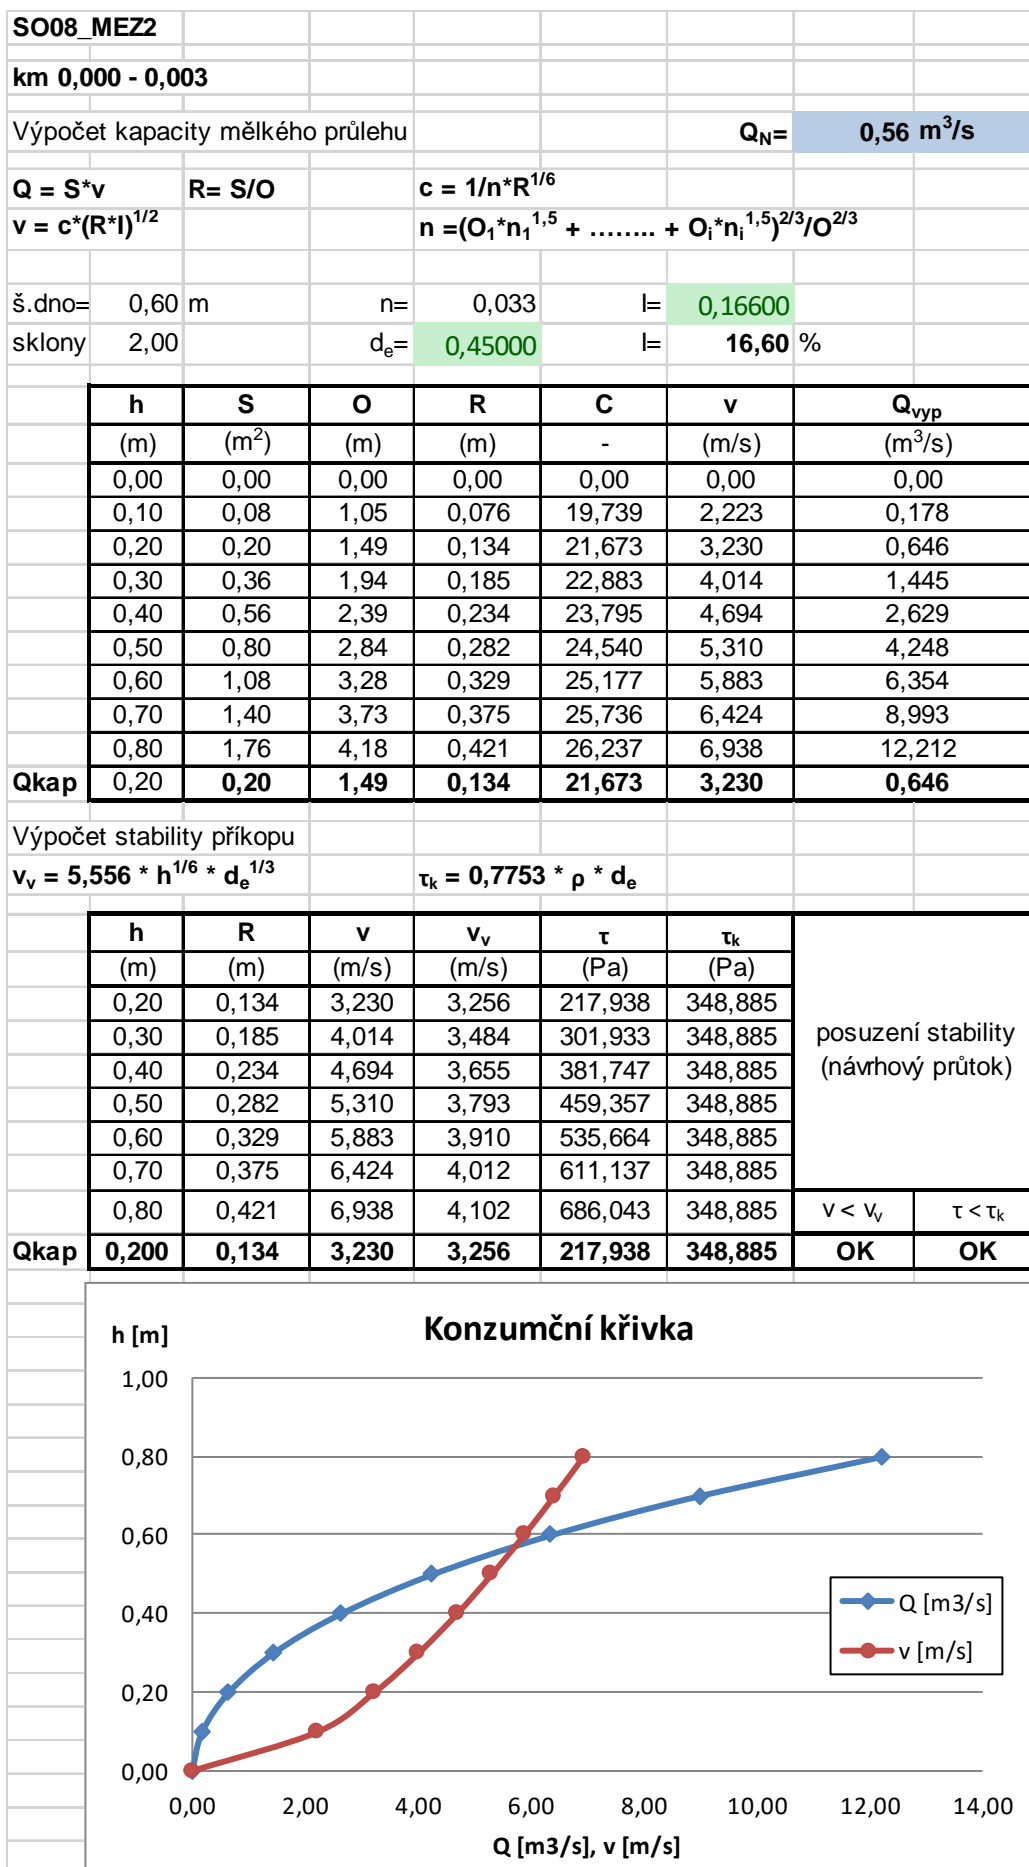 SO08_MEZ2
km 0,000 - 0,003
Výpočet kapacity mělkého průlehu Q_N= 0,56 m³/s
Q = S*v R= S/O c = 1/n*R^1/6
v = c*(R*I)^1/2 n =(O₁*n₁^1,5 + …….. + Oᵢ*nᵢ^1,5)^2/3/O^2/3
š.dno= 0,60 m n= 0,033 I= 0,16600
sklony 2,00 dₑ= 0,45000 I= 16,60 %
h S O R C v Q_vyp
(m) (m²) (m) (m) - (m/s) (m³/s)
0,00 0,00 0,00 0,00 0,00 0,00 0,00
0,10 0,08 1,05 0,076 19,739 2,223 0,178
0,20 0,20 1,49 0,134 21,673 3,230 0,646
0,30 0,36 1,94 0,185 22,883 4,014 1,445
0,40 0,56 2,39 0,234 23,795 4,694 2,629
0,50 0,80 2,84 0,282 24,540 5,310 4,248
0,60 1,08 3,28 0,329 25,177 5,883 6,354
0,70 1,40 3,73 0,375 25,736 6,424 8,993
0,80 1,76 4,18 0,421 26,237 6,938 12,212
Qkap 0,20 0,20 1,49 0,134 21,673 3,230 0,646
Výpočet stability příkopu
v_v = 5,556 * h^1/6 * dₑ^1/3 τ_k = 0,7753 * ρ * dₑ
h R v v_v τ τ_k
(m) (m) (m/s) (m/s) (Pa) (Pa)
0,20 0,134 3,230 3,256 217,938 348,885
0,30 0,185 4,014 3,484 301,933 348,885
posuzení stability
0,40 0,234 4,694 3,655 381,747 348,885
(návrhový průtok)
0,50 0,282 5,310 3,793 459,357 348,885
0,60 0,329 5,883 3,910 535,664 348,885
0,70 0,375 6,424 4,012 611,137 348,885
0,80 0,421 6,938 4,102 686,043 348,885 v < v_v τ < τ_k
Qkap 0,200 0,134 3,230 3,256 217,938 348,885 OK OK
Konzumční křivka
h [m]
1,00
0,80
0,60
0,40
0,20
0,00
Q [m3/s]
v [m/s]
0,00 2,00 4,00 6,00 8,00 10,00 12,00 14,00
Q [m3/s], v [m/s]